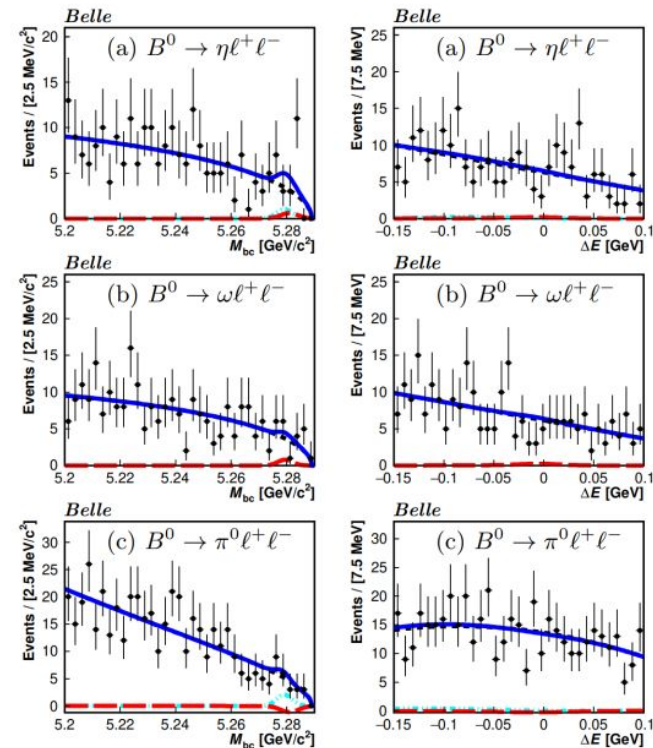 Belle
(a) B⁰ → ηℓ⁺ℓ⁻
Events / [2.5 MeV/c²]
20
15
10
5
0
5.2 5.22 5.24 5.26 5.28
M_bc [GeV/c²]
Belle
(a) B⁰ → ηℓ⁺ℓ⁻
Events / [7.5 MeV]
25
20
15
10
5
0
−0.15 −0.1 −0.05 0 0.05 0.1
ΔE [GeV]
Belle
(b) B⁰ → ωℓ⁺ℓ⁻
Events / [2.5 MeV/c²]
25
20
15
10
5
0
5.2 5.22 5.24 5.26 5.28
M_bc [GeV/c²]
Belle
(b) B⁰ → ωℓ⁺ℓ⁻
Events / [7.5 MeV]
25
20
15
10
5
0
−0.15 −0.1 −0.05 0 0.05 0.1
ΔE [GeV]
Belle
(c) B⁰ → π⁰ℓ⁺ℓ⁻
Events / [2.5 MeV/c²]
30
25
20
15
10
5
0
5.2 5.22 5.24 5.26 5.28
M_bc [GeV/c²]
Belle
(c) B⁰ → π⁰ℓ⁺ℓ⁻
Events / [7.5 MeV]
30
25
20
15
10
5
0
−0.15 −0.1 −0.05 0 0.05 0.1
ΔE [GeV]